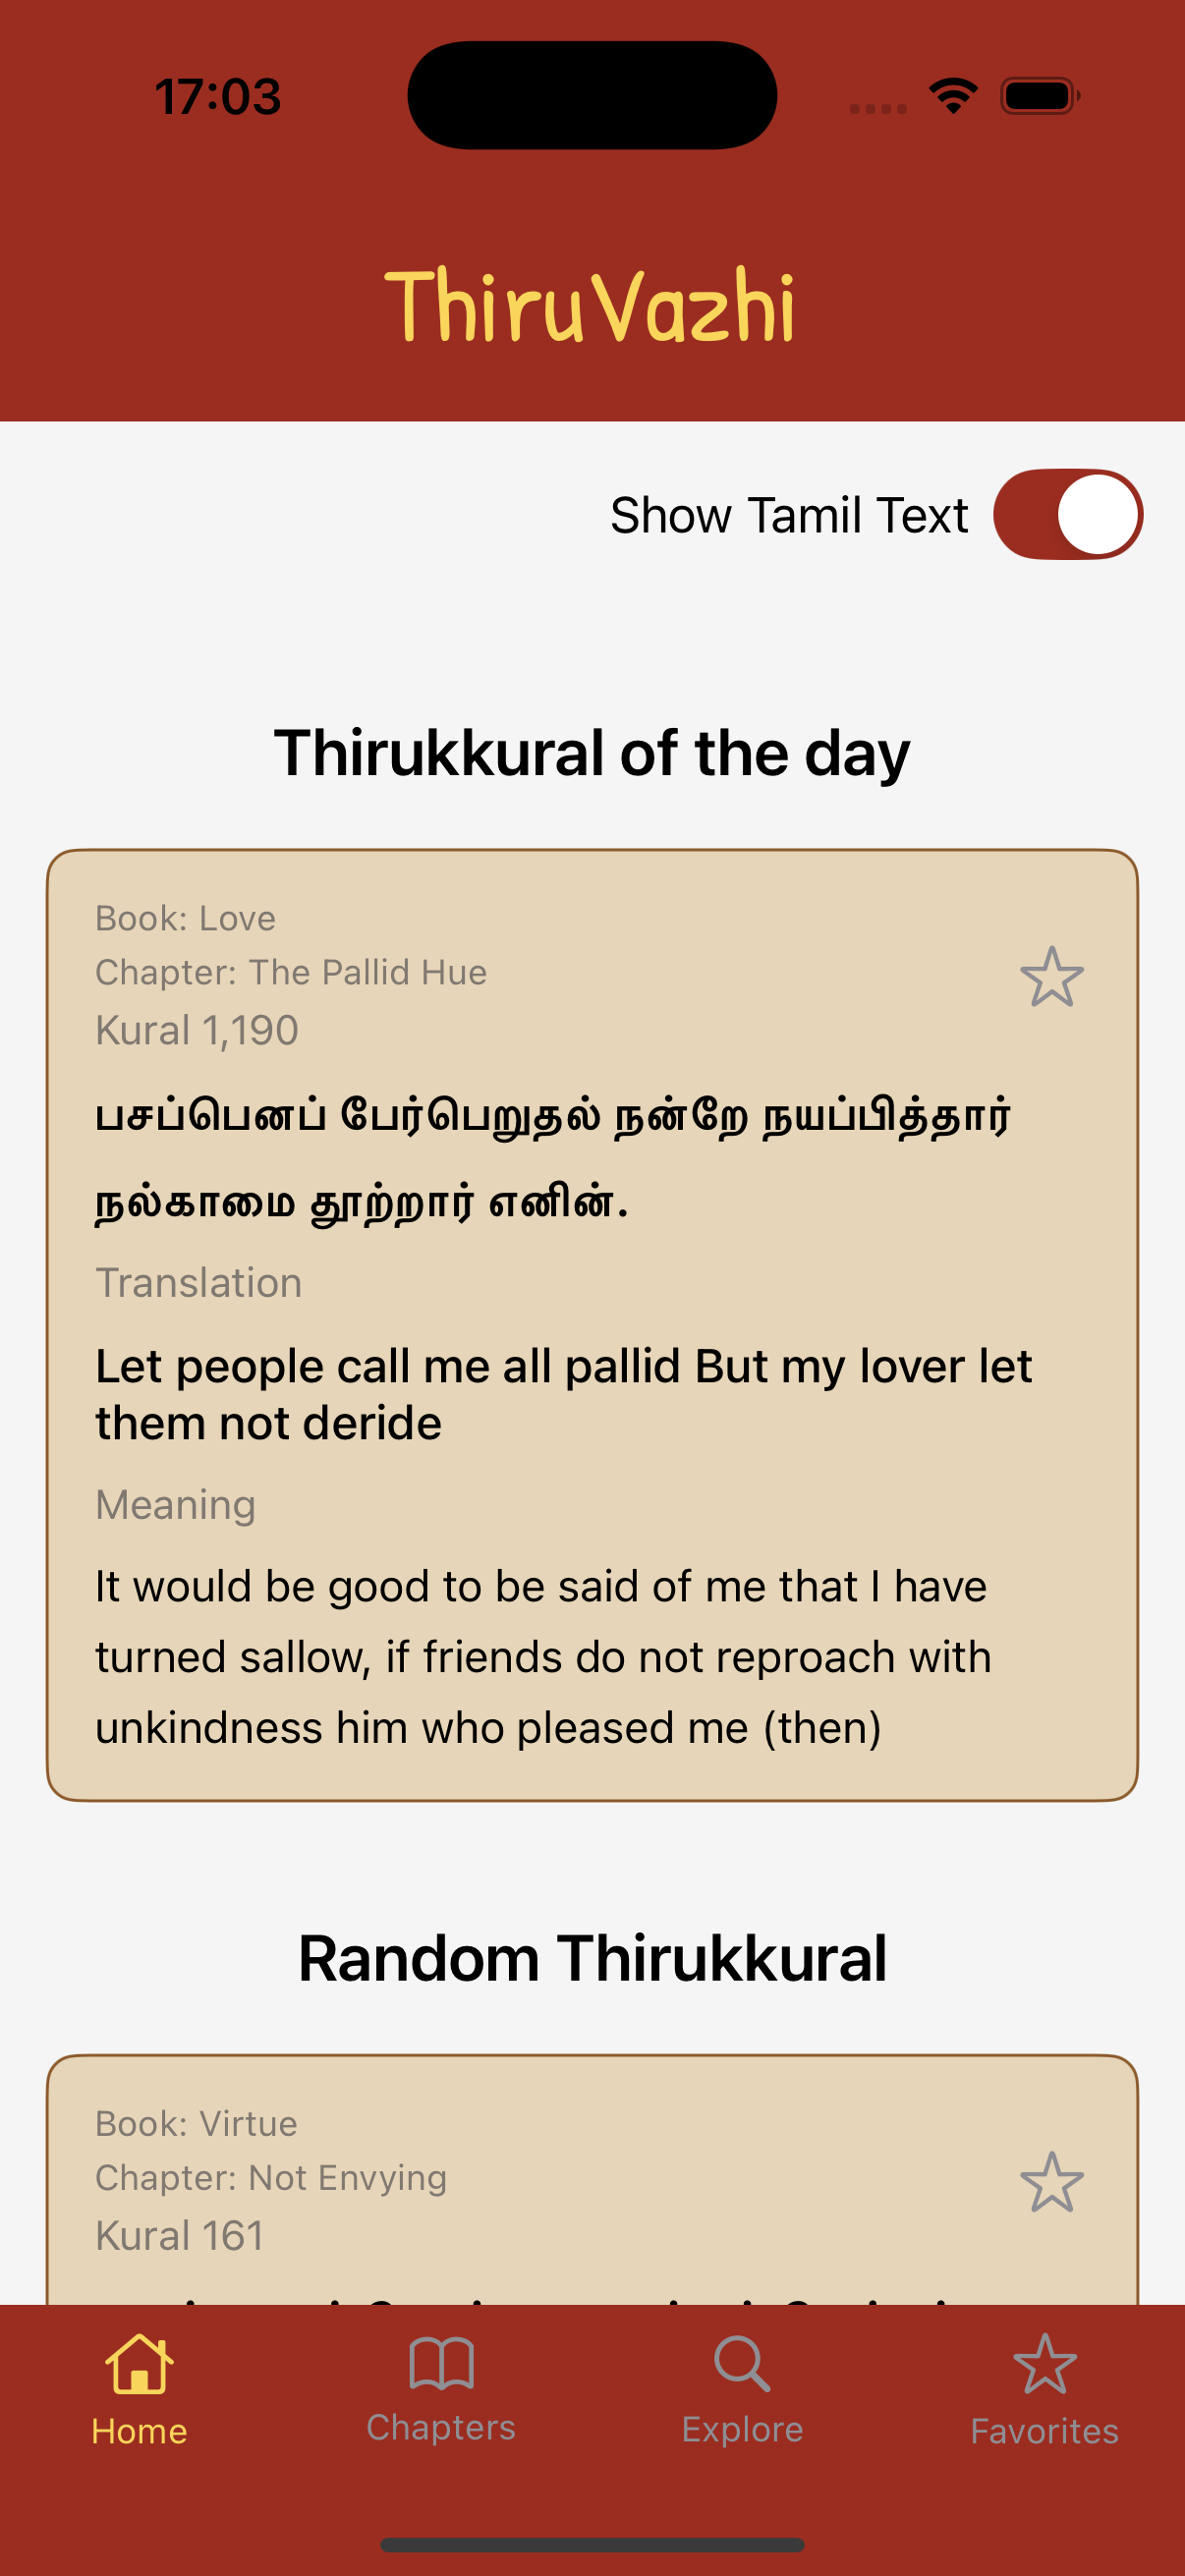 17:03
ThiruVazhi
Show Tamil Text
Thirukkural of the day
Book: Love
Chapter: The Pallid Hue
Kural 1,190
பசப்பெனப் பேர்பெறுதல் நன்றே நயப்பித்தார்
நல்காமை தூற்றார் எனின்.
Translation
Let people call me all pallid But my lover let
them not deride
Meaning
It would be good to be said of me that I have
turned sallow, if friends do not reproach with
unkindness him who pleased me (then)
Random Thirukkural
Book: Virtue
Chapter: Not Envying
Kural 161
Home
Chapters
Explore
Favorites